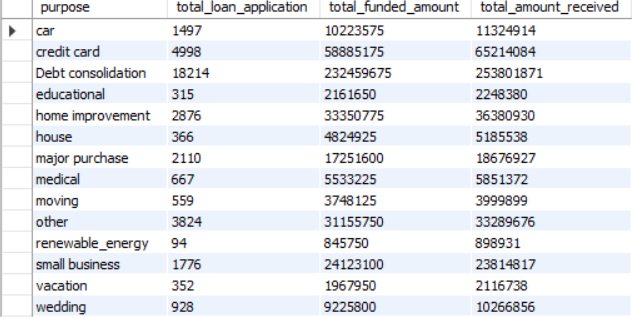 purpose total_loan_application total_funded_amount total_amount_received
car 1497 10223575 11324914
credit card 4998 58885175 65214084
Debt consolidation 18214 232459675 253801871
educational 315 2161650 2248380
home improvement 2876 33350775 36380930
house 366 4824925 5185538
major purchase 2110 17251600 18676927
medical 667 5533225 5851372
moving 559 3748125 3999899
other 3824 31155750 33289676
renewable_energy 94 845750 898931
small business 1776 24123100 23814817
vacation 352 1967950 2116738
wedding 928 9225800 10266856